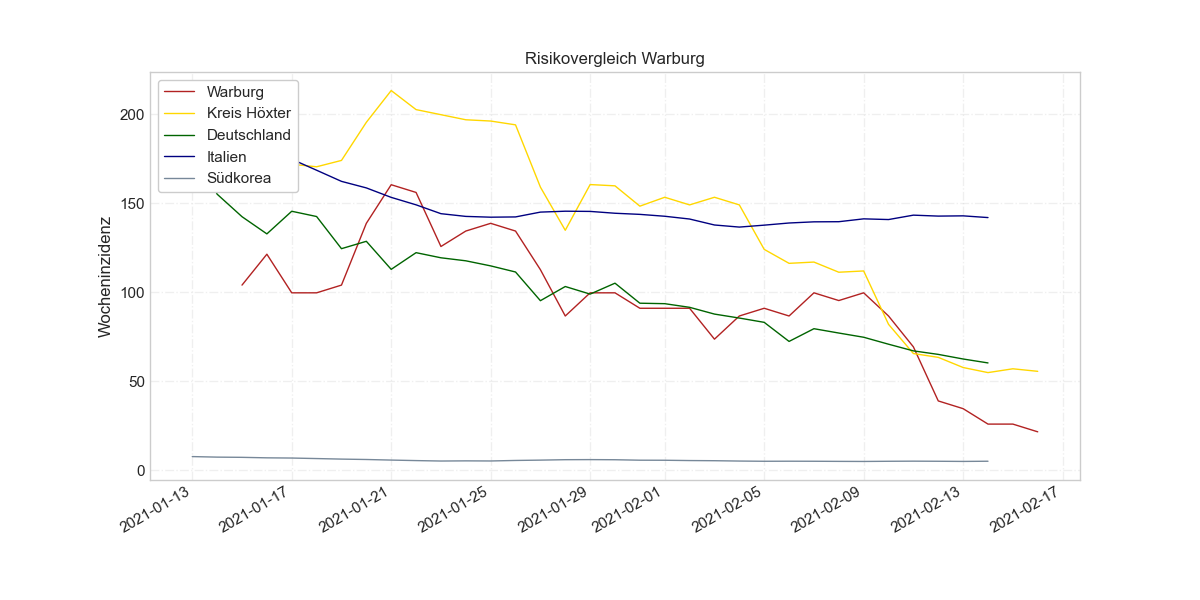 Risikovergleich Warburg
Warburg
Kreis Höxter
Deutschland
Italien
Südkorea
Wocheninzidenz
200
150
100
50
0
2021-01-13
2021-01-17
2021-01-21
2021-01-25
2021-01-29
2021-02-01
2021-02-05
2021-02-09
2021-02-13
2021-02-17